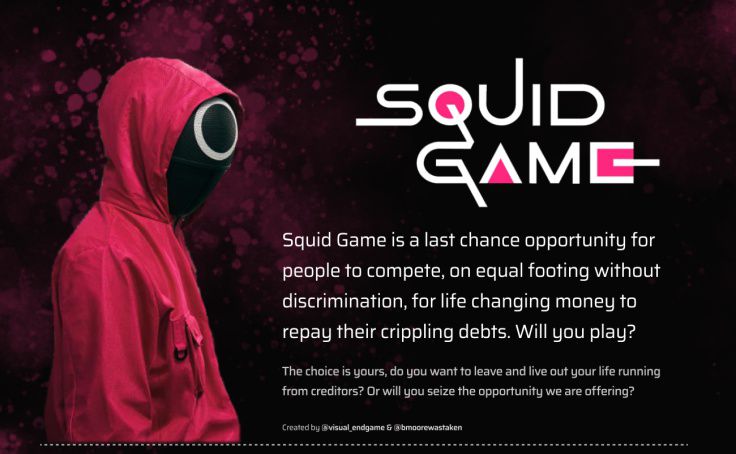 SQUID
GAME
Squid Game is a last chance opportunity for
people to compete, on equal footing without
discrimination, for life changing money to
repay their crippling debts. Will you play?
The choice is yours, do you want to leave and live out your life running
from creditors? Or will you seize the opportunity we are offering?
Created by @visual_endgame & @bmoorewastaken